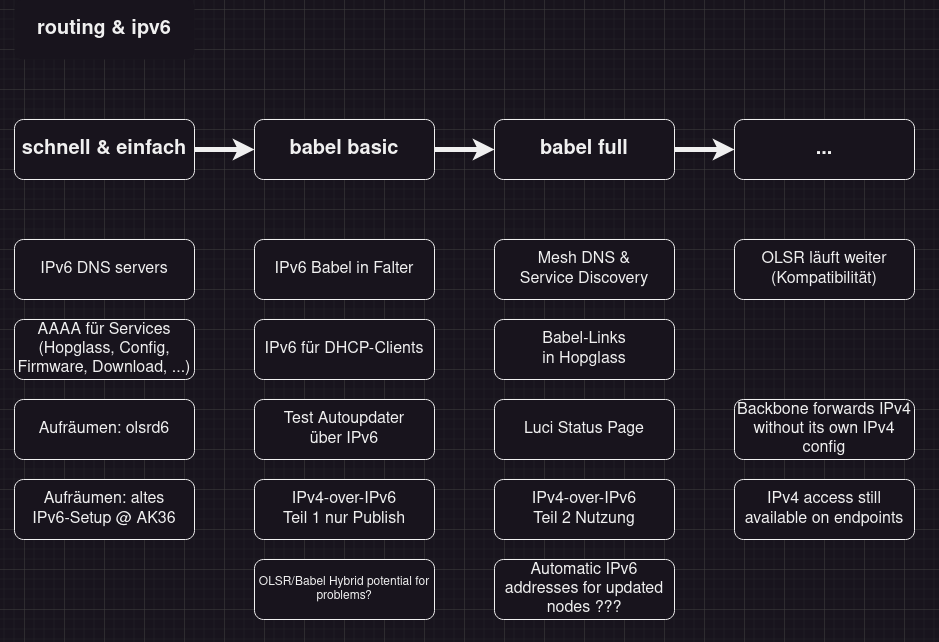 routing & ipv6
schnell & einfach
babel basic
babel full
...
IPv6 DNS servers
AAAA für Services
(Hopglass, Config,
Firmware, Download, ...)
Aufräumen: olsrd6
Aufräumen: altes
IPv6-Setup @ AK36
IPv6 Babel in Falter
IPv6 für DHCP-Clients
Test Autoupdater
über IPv6
IPv4-over-IPv6
Teil 1 nur Publish
OLSR/Babel Hybrid potential for
problems?
Mesh DNS &
Service Discovery
Babel-Links
in Hopglass
Luci Status Page
IPv4-over-IPv6
Teil 2 Nutzung
Automatic IPv6
addresses for updated
nodes ???
OLSR läuft weiter
(Kompatibilität)
Backbone forwards IPv4
without its own IPv4
config
IPv4 access still
available on endpoints